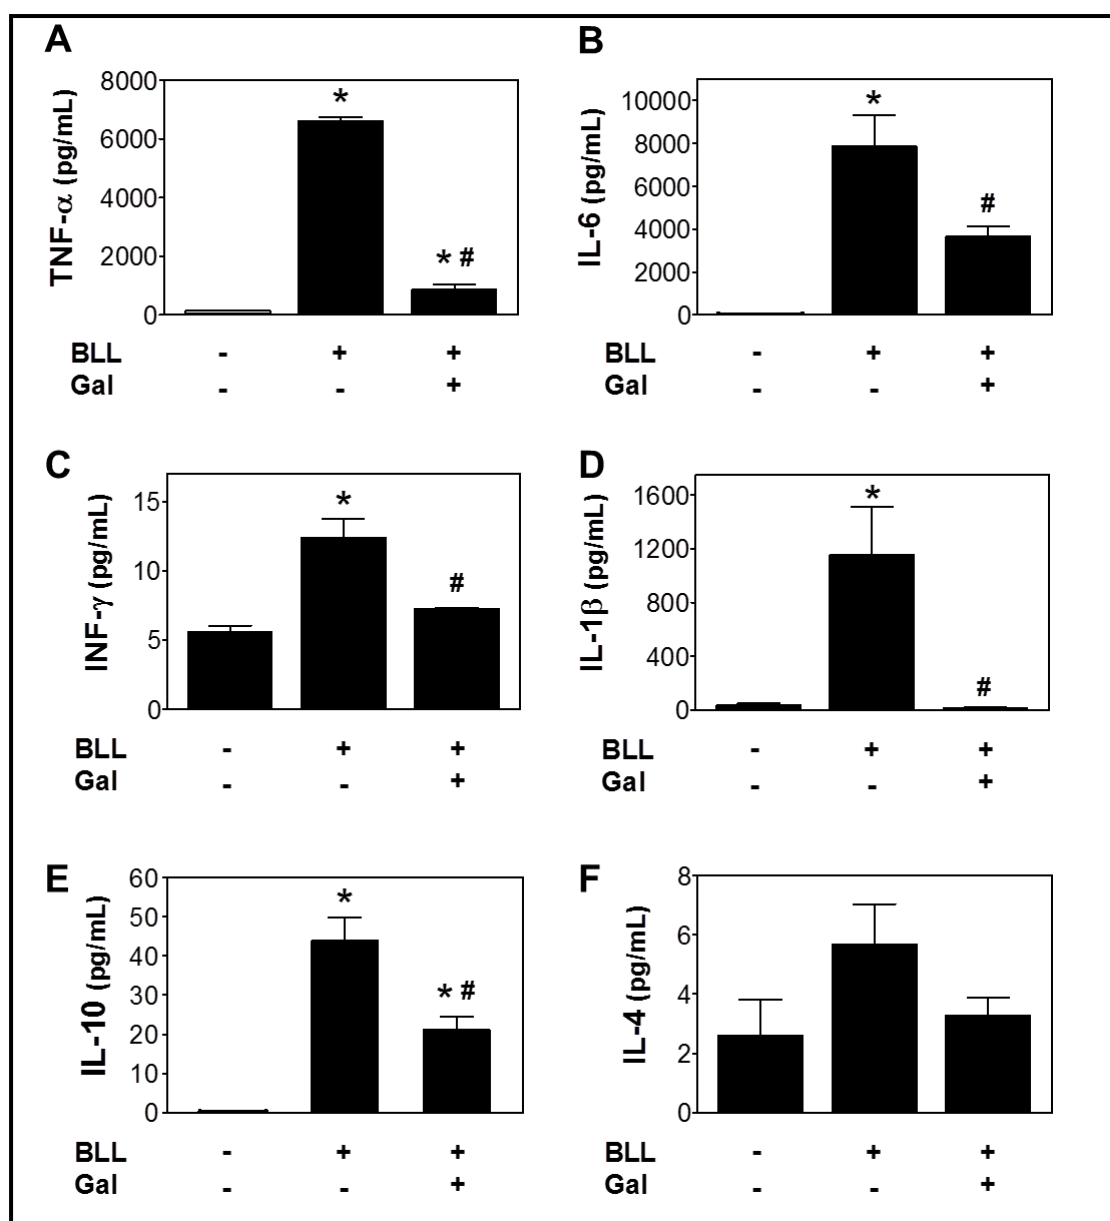 A
TNF-α (pg/mL)
8000
6000
4000
2000
0
*
* #
BLL - + +
Gal - - +
B
IL-6 (pg/mL)
10000
8000
6000
4000
2000
0
*
#
BLL - + +
Gal - - +
C
INF-γ (pg/mL)
15
10
5
0
*
#
BLL - + +
Gal - - +
D
IL-1β (pg/mL)
1600
1200
800
400
0
*
#
BLL - + +
Gal - - +
E
IL-10 (pg/mL)
60
50
40
30
20
10
0
*
* #
BLL - + +
Gal - - +
F
IL-4 (pg/mL)
8
6
4
2
0
BLL - + +
Gal - - +